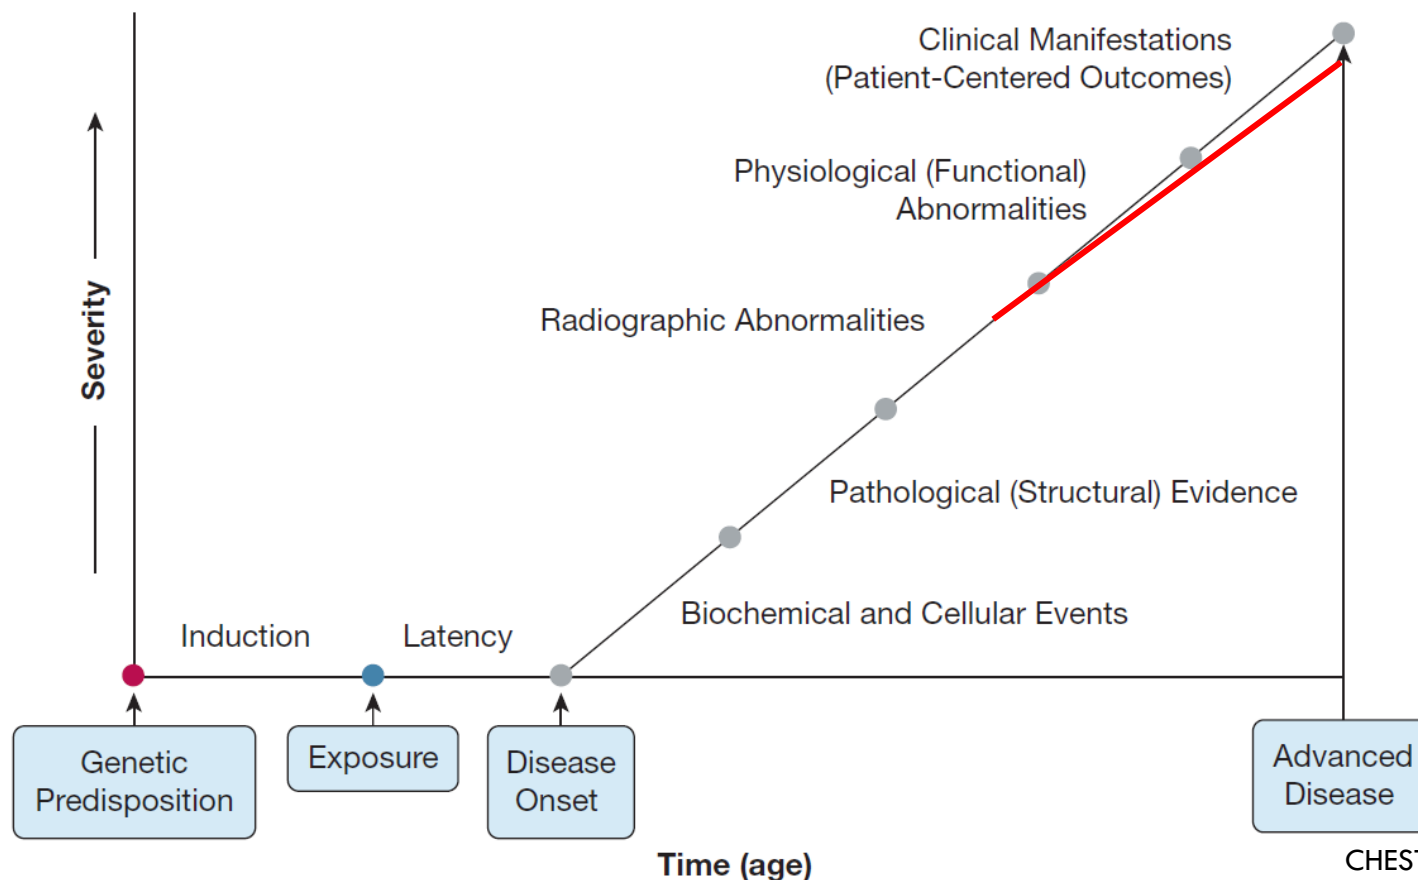 Clinical Manifestations
(Patient-Centered Outcomes)
Physiological (Functional)
Abnormalities
Severity
Radiographic Abnormalities
Pathological (Structural) Evidence
Biochemical and Cellular Events
Induction
Latency
Genetic
Predisposition
Exposure
Disease
Onset
Advanced
Disease
Time (age)
CHEST